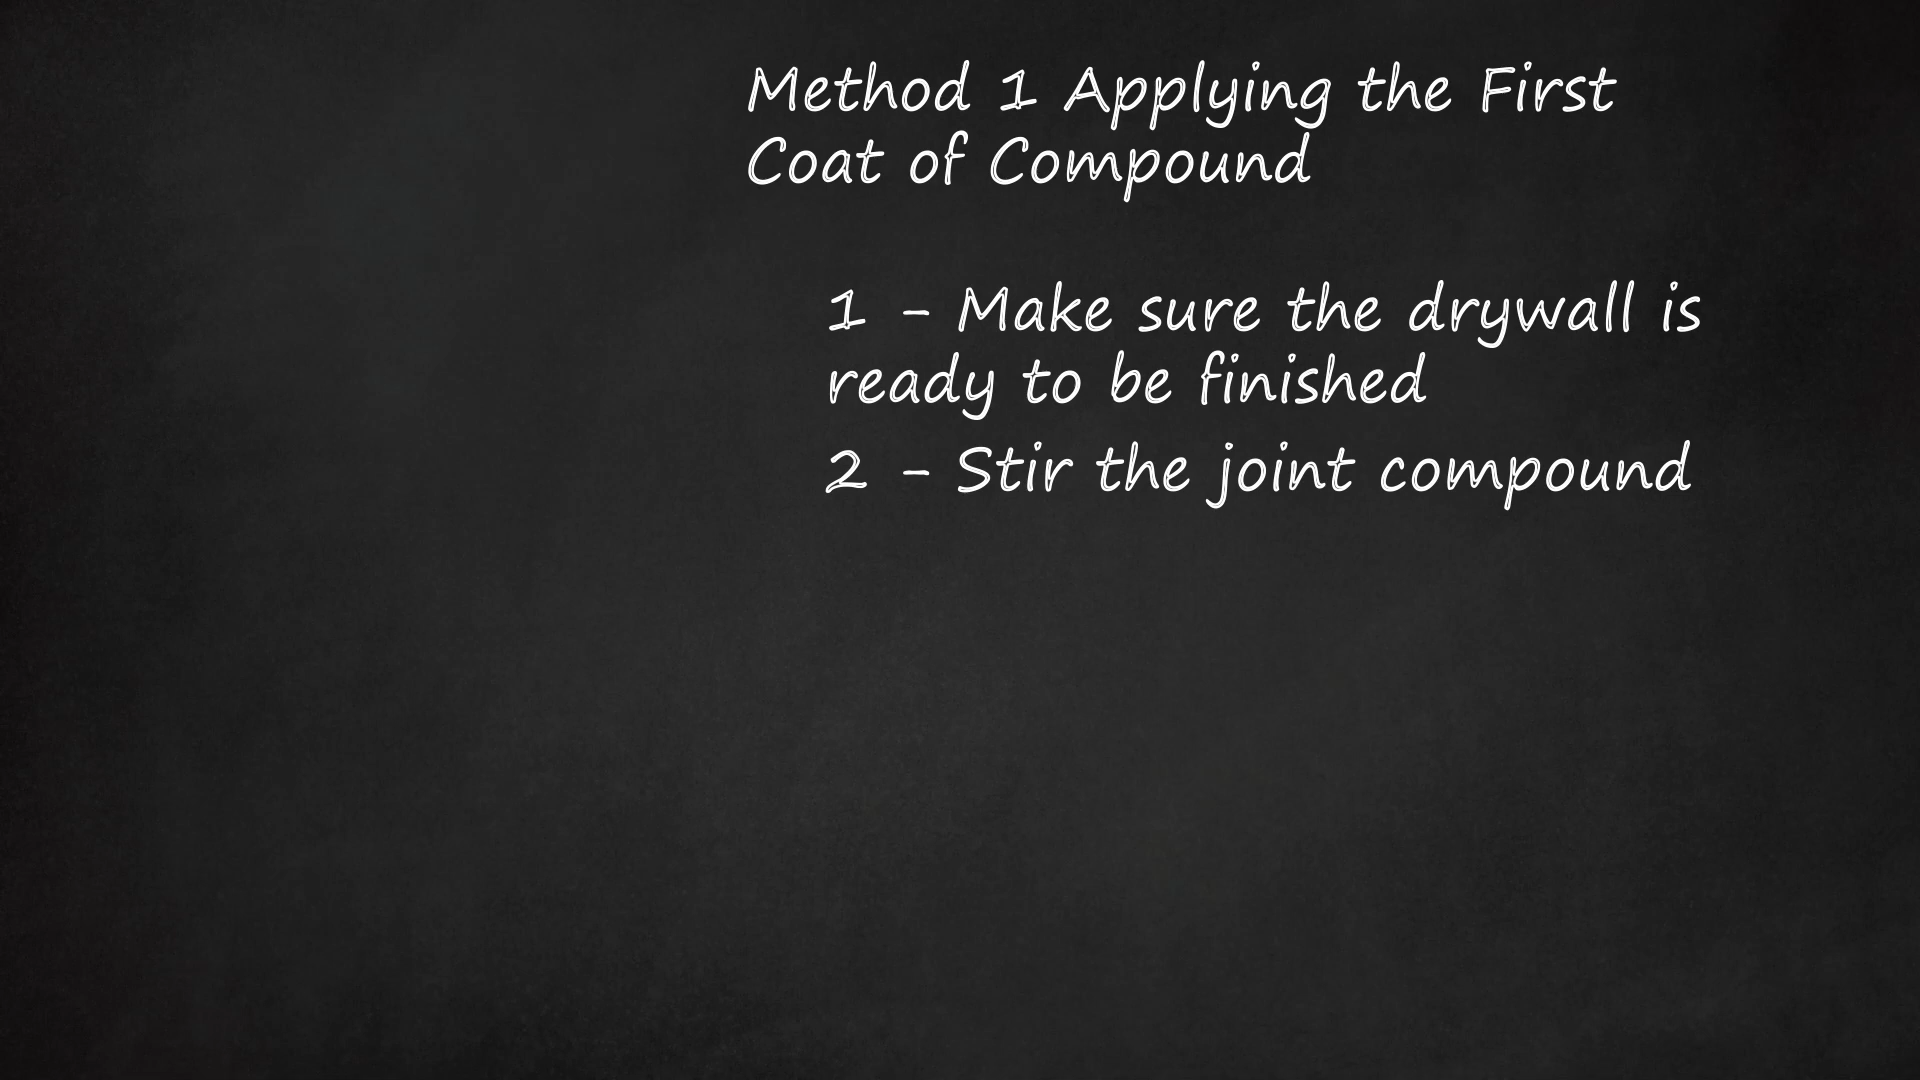 Method 1 Applying the First
Coat of Compound
1 - Make sure the drywall is
ready to be finished
2 - Stir the joint compound